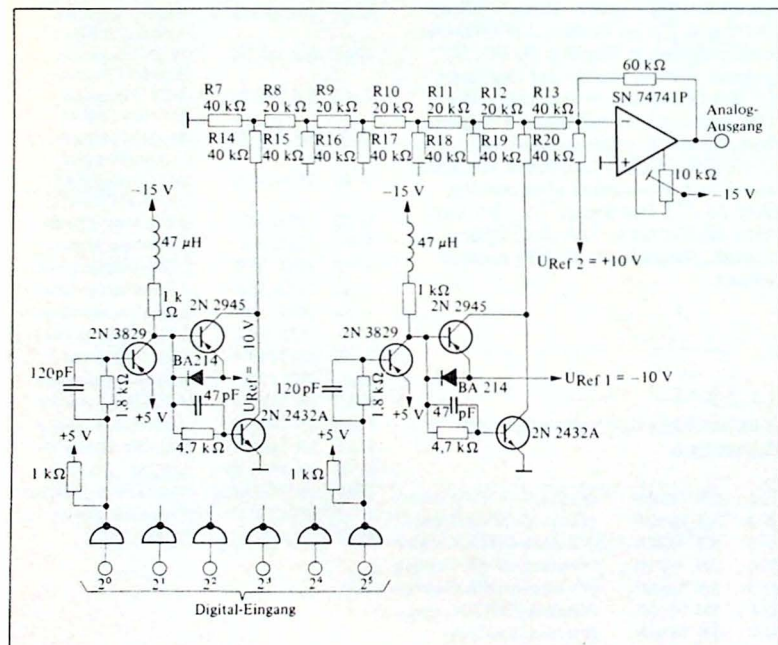 60 kΩ
SN 74741P
R7
40 kΩ
R8
20 kΩ
R9
20 kΩ
R10
20 kΩ
R11
20 kΩ
R12
20 kΩ
R13
40 kΩ
Analog-
Ausgang
R14
40 kΩ
R15
40 kΩ
R16
40 kΩ
R17
40 kΩ
R18
40 kΩ
R19
40 kΩ
R20
40 kΩ
−
+
10 kΩ
−15 V
−15 V
47 µH
1 k
Ω
2N 2945
2N 3829
BA214
120pF
1.8 kΩ
+5 V
47 pF
URef = −10 V
2N 2432A
4.7 kΩ
+5 V
1 kΩ
−15 V
47 µH
1 kΩ
2N 2945
2N 3829
BA 214
120pF
1.8 kΩ
+5 V
47 pF
2N 2432A
4.7 kΩ
+5 V
1 kΩ
URef 2 = +10 V
URef 1 = −10 V
2⁰ 2¹ 2² 2³ 2⁴ 2⁵
Digital-Eingang